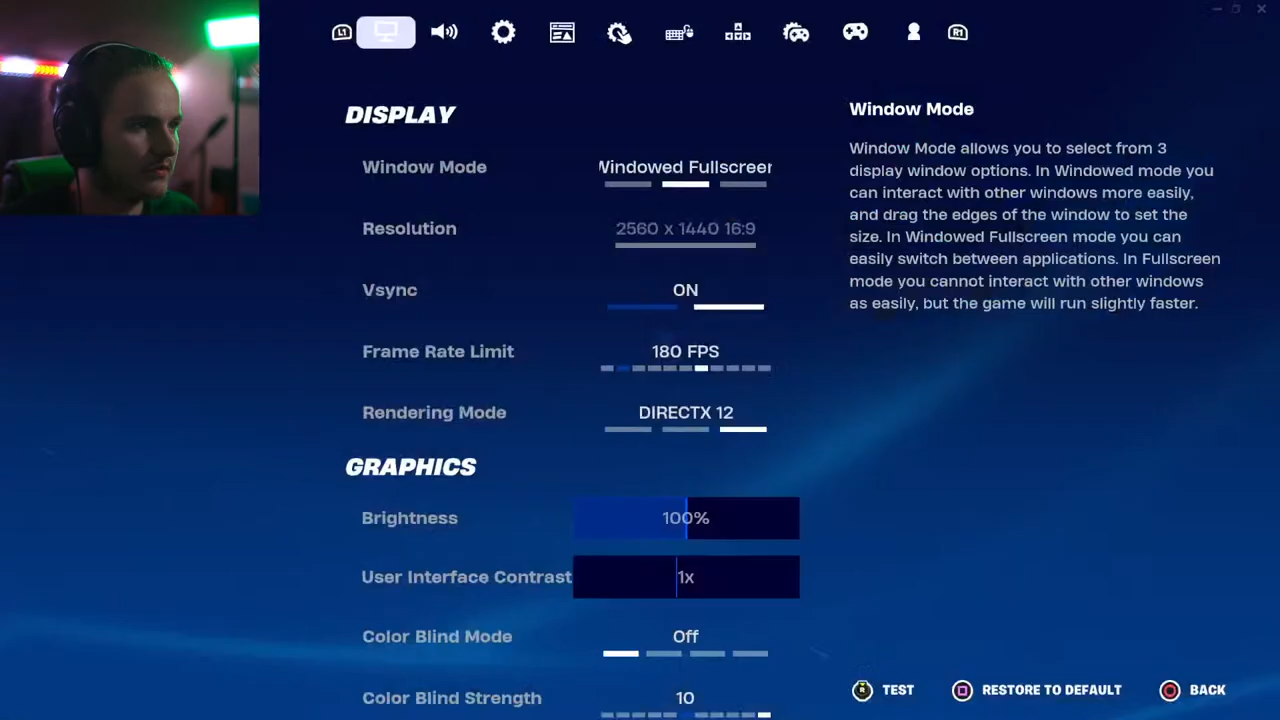 L1
R1
DISPLAY
Window Mode
Windowed Fullscreen
Resolution
2560 x 1440 16:9
Vsync
ON
Frame Rate Limit
180 FPS
Rendering Mode
DIRECTX 12
GRAPHICS
Brightness
100%
User Interface Contrast
1x
Color Blind Mode
Off
Color Blind Strength
10
Window Mode
Window Mode allows you to select from 3
display window options. In Windowed mode you
can interact with other windows more easily,
and drag the edges of the window to set the
size. In Windowed Fullscreen mode you can
easily switch between applications. In Fullscreen
mode you cannot interact with other windows
as easily, but the game will run slightly faster.
R TEST
RESTORE TO DEFAULT
BACK